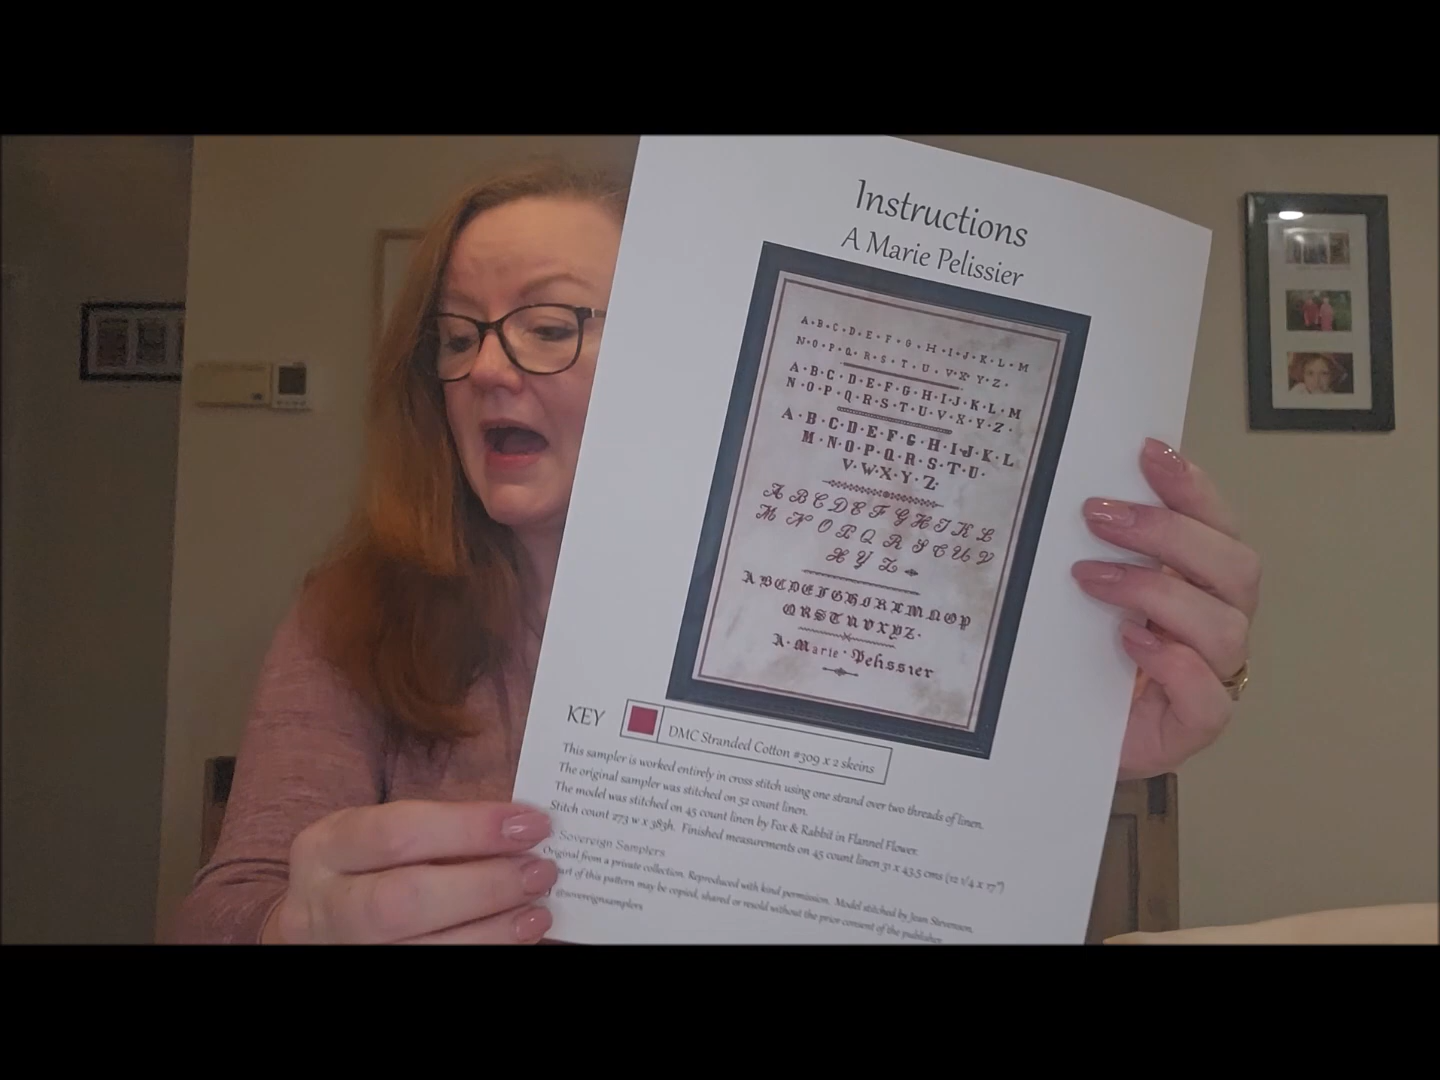 Instructions
A Marie Pelissier
A·B·C·D·E·F·G·H·I·J·K·L·M
N·O·P·Q·R·S·T·U·V·X·Y·Z·
A·B·C·D·E·F·G·H·I·J·K·L·M
N·O·P·Q·R·S·T·U·V·X·Y·Z·
A·B·C·D·E·F·G·H·I·J·K·L
M·N·O·P·Q·R·S·T·U·
V·W·X·Y·Z·
A B C D E F G H I K L
M N O P Q R S T U V
X Y Z
A B C D E F G H I K L M N O P
Q R S T U V X Y Z.
A·Marie·Pelissier
KEY
DMC Stranded Cotton #309 x 2 skeins
This sampler is worked entirely in cross stitch using one strand over two threads of linen.
The original sampler was stitched on 52 count linen.
The model was stitched on 45 count linen by Fox & Rabbit in Flannel Flower.
Stitch count 273 w x 383h. Finished measurements on 45 count linen 31 x 43.5 cms (12 1/4 x 17")
Sovereign Samplers
Original from a private collection. Reproduced with kind permission. Model stitched by Jean Stevenson.
part of this pattern may be copied, shared or resold without the prior consent of the publisher
@sovereignsamplers